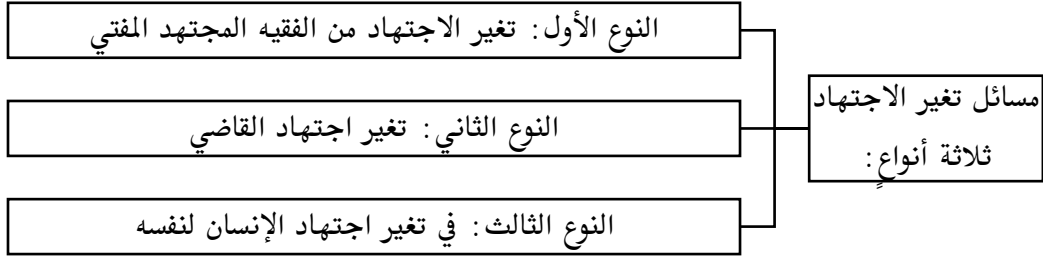 مسائل تغير الاجتهاد
ثلاثة أنواعٍ:
النوع الأول: تغير الاجتهاد من الفقيه المجتهد المفتي
النوع الثاني: تغير اجتهاد القاضي
النوع الثالث: في تغير اجتهاد الإنسان لنفسه